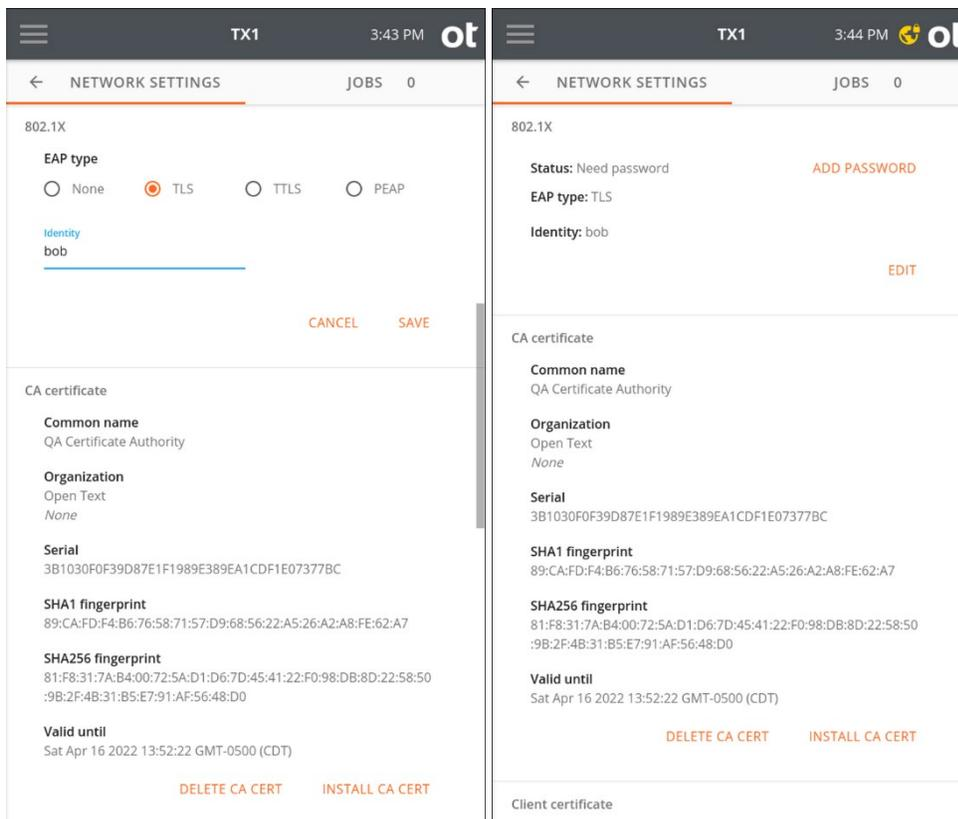 TX1
3:43 PM
ot
NETWORK SETTINGS
JOBS 0
802.1X
EAP type
None
TLS
TTLS
PEAP
Identity
bob
CANCEL
SAVE
CA certificate
Common name
QA Certificate Authority
Organization
Open Text
None
Serial
3B1030F0F39D87E1F1989E389EA1CDF1E07377BC
SHA1 fingerprint
89:CA:FD:F4:B6:76:58:71:57:D9:68:56:22:A5:26:A2:A8:FE:62:A7
SHA256 fingerprint
81:F8:31:7A:B4:00:72:5A:D1:D6:7D:45:41:22:F0:98:DB:8D:22:58:50
:9B:2F:4B:31:B5:E7:91:AF:56:48:D0
Valid until
Sat Apr 16 2022 13:52:22 GMT-0500 (CDT)
DELETE CA CERT
INSTALL CA CERT
TX1
3:44 PM
ot
NETWORK SETTINGS
JOBS 0
802.1X
Status: Need password
ADD PASSWORD
EAP type: TLS
Identity: bob
EDIT
CA certificate
Common name
QA Certificate Authority
Organization
Open Text
None
Serial
3B1030F0F39D87E1F1989E389EA1CDF1E07377BC
SHA1 fingerprint
89:CA:FD:F4:B6:76:58:71:57:D9:68:56:22:A5:26:A2:A8:FE:62:A7
SHA256 fingerprint
81:F8:31:7A:B4:00:72:5A:D1:D6:7D:45:41:22:F0:98:DB:8D:22:58:50
:9B:2F:4B:31:B5:E7:91:AF:56:48:D0
Valid until
Sat Apr 16 2022 13:52:22 GMT-0500 (CDT)
DELETE CA CERT
INSTALL CA CERT
Client certificate